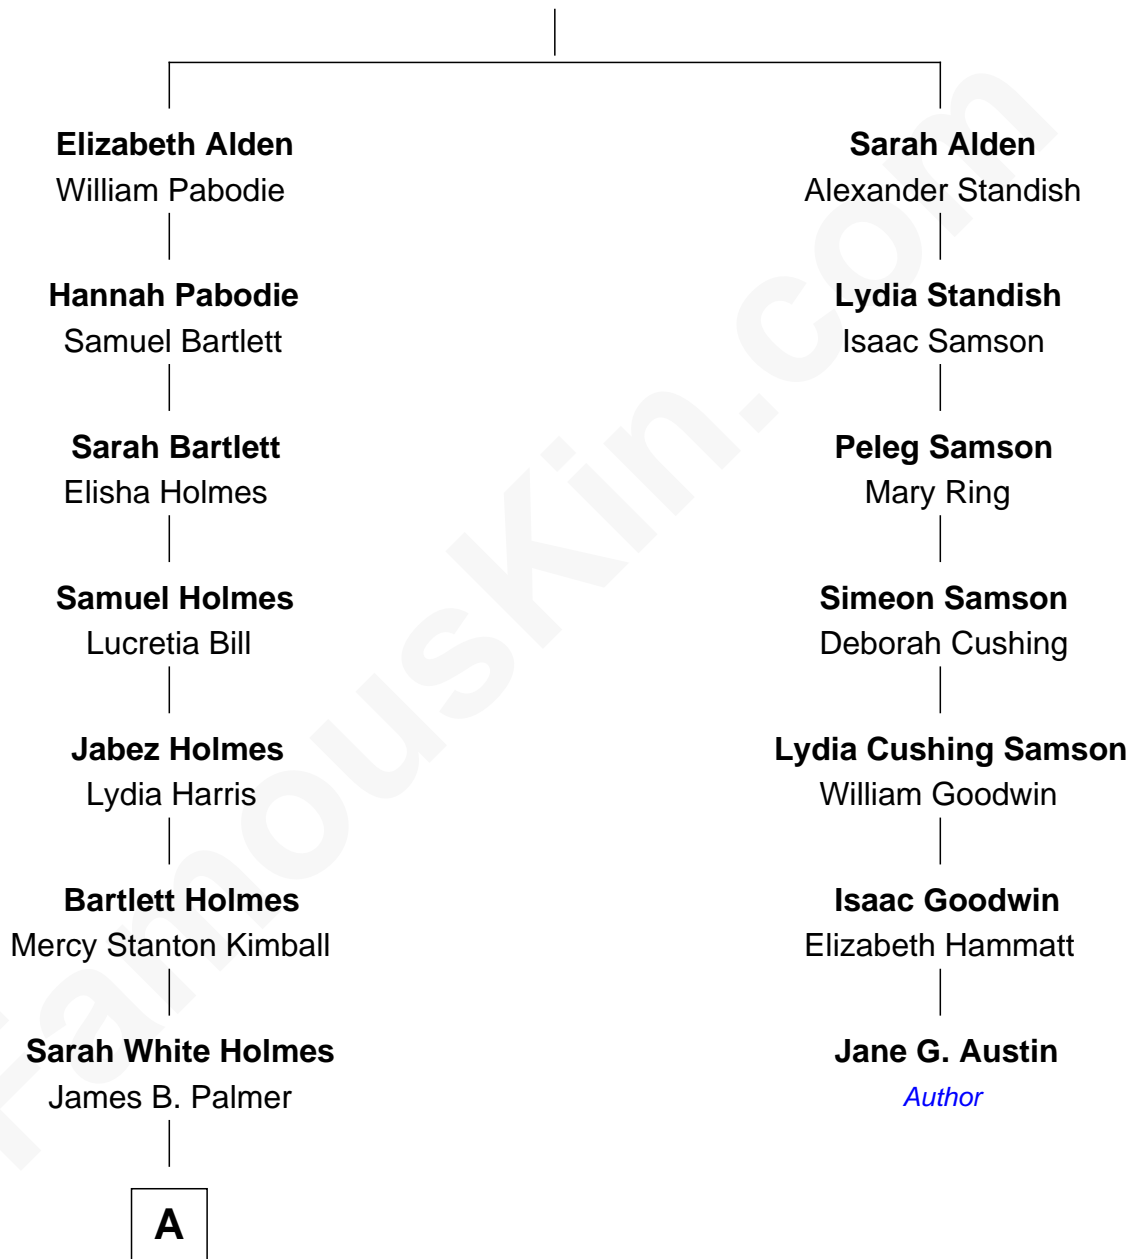 Elizabeth Alden
William Pabodie
Hannah Pabodie
Samuel Bartlett
Sarah Bartlett
Elisha Holmes
Samuel Holmes
Lucretia Bill
Jabez Holmes
Lydia Harris
Bartlett Holmes
Mercy Stanton Kimball
Sarah White Holmes
James B. Palmer
A
Sarah Alden
Alexander Standish
Lydia Standish
Isaac Samson
Peleg Samson
Mary Ring
Simeon Samson
Deborah Cushing
Lydia Cushing Samson
William Goodwin
Isaac Goodwin
Elizabeth Hammatt
Jane G. Austin
Author
FamousKin.com